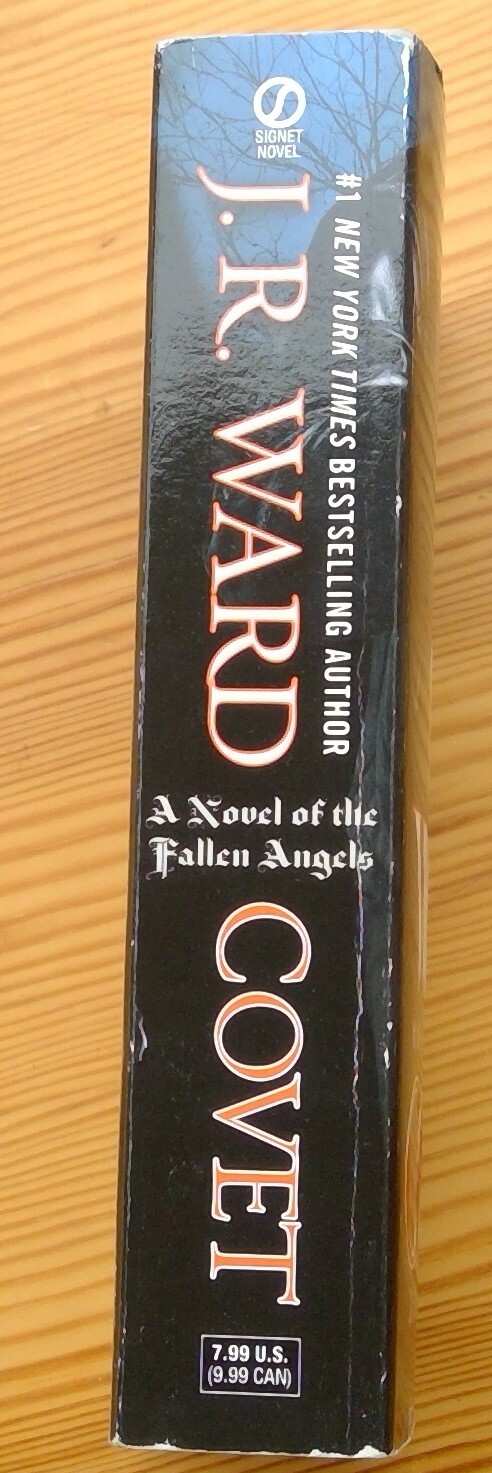 SIGNET
NOVEL
#1 NEW YORK TIMES BESTSELLING AUTHOR
J. R. WARD
A Novel of the
Fallen Angels
COVET
7.99 U.S.
(9.99 CAN)